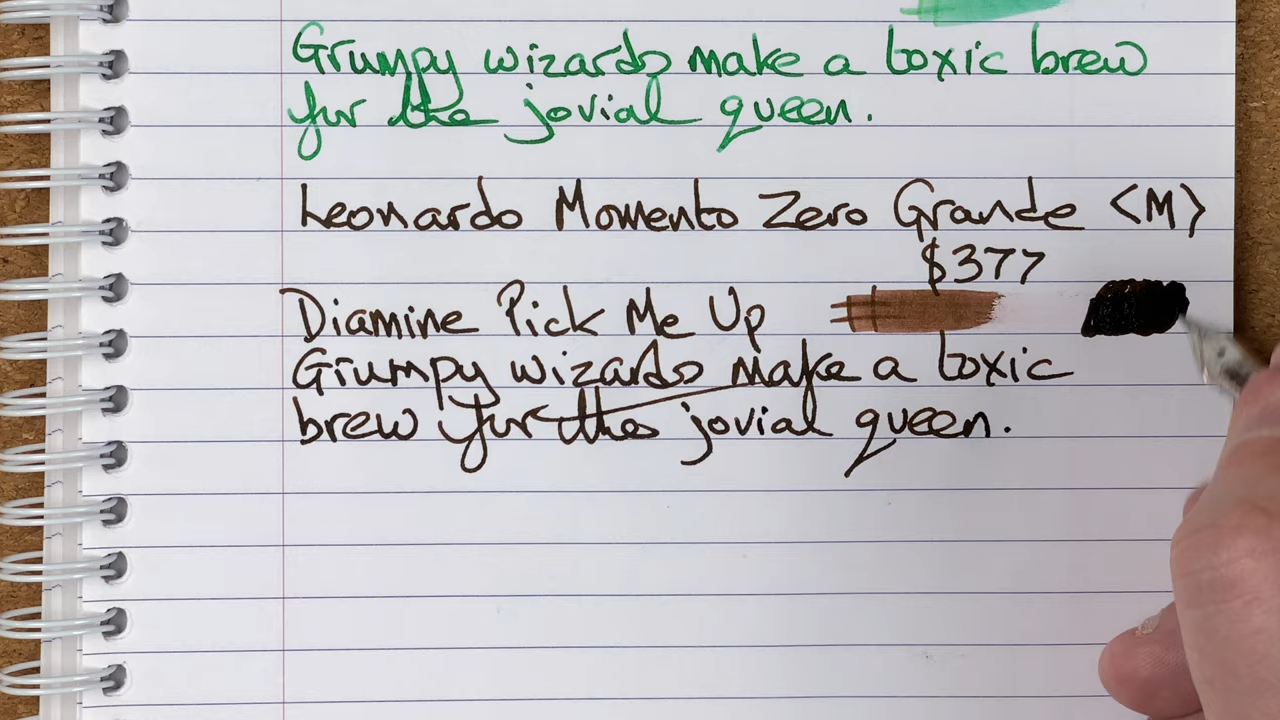 Grumpy wizards make a toxic brew
for the jovial queen.
Leonardo Momento Zero Grande <M>
$377
Diamine Pick Me Up
Grumpy wizards make a toxic
brew for the jovial queen.